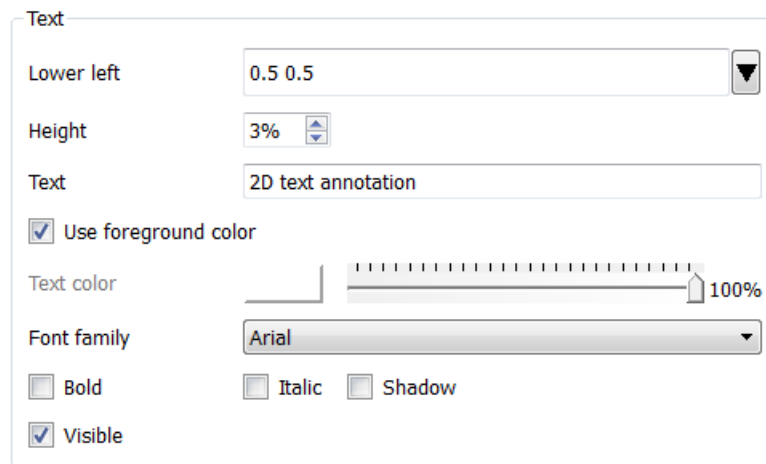 Text
Lower left 0.5 0.5
Height 3%
Text 2D text annotation
Use foreground color
Text color 100%
Font family Arial
Bold Italic Shadow
Visible